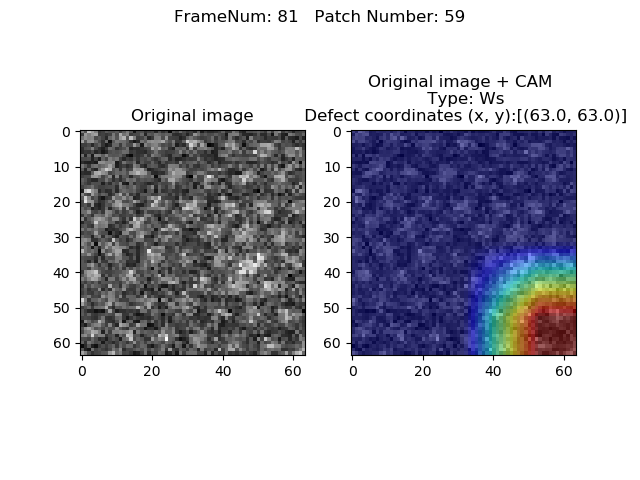 FrameNum: 81   Patch Number: 59
Original image
Original image + CAM
Type: Ws
Defect coordinates (x, y):[(63.0, 63.0)]
0
10
20
30
40
50
60
0 20 40 60
0
10
20
30
40
50
60
0 20 40 60